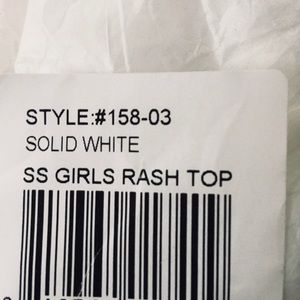 STYLE:#158-03
SOLID WHITE
SS GIRLS RASH TOP